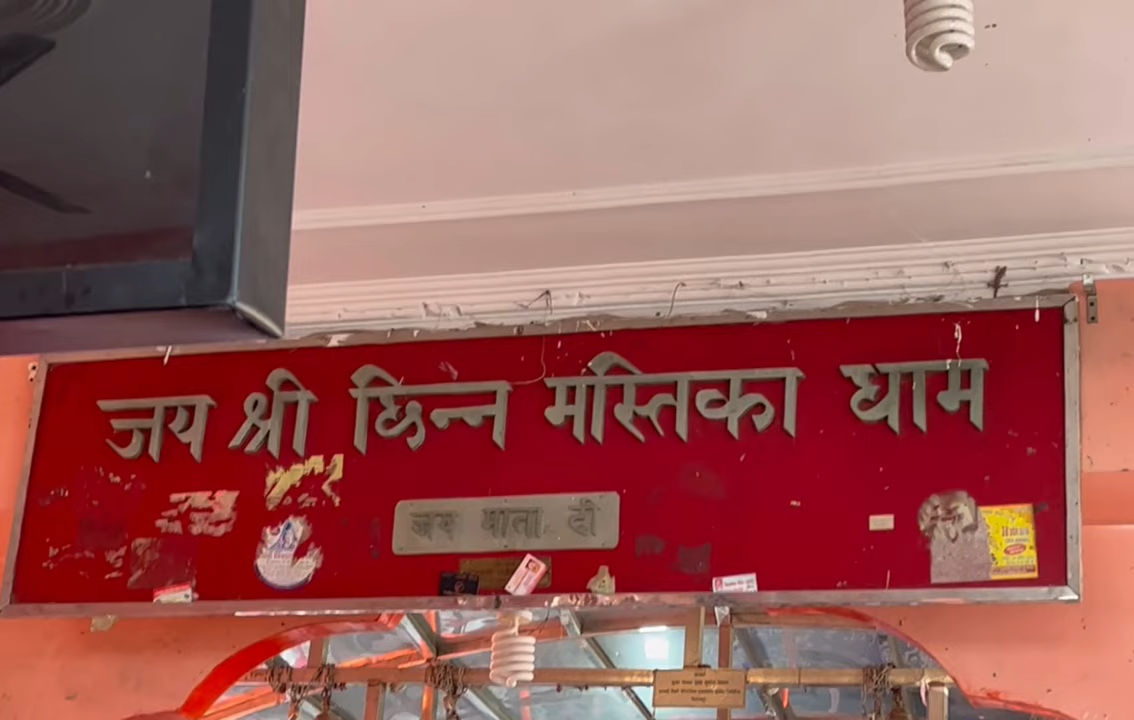 जय श्री छिन्न मस्तिका धाम
जय माता दी